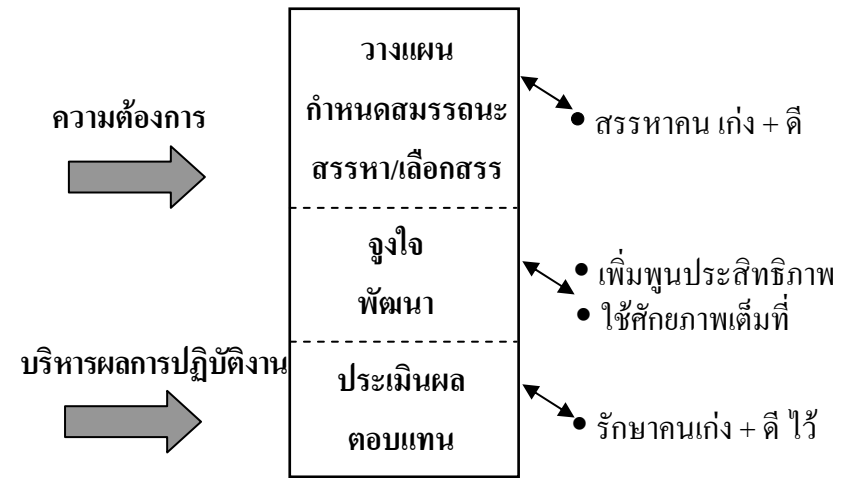 ความต้องการ
วางแผน
กำหนดสมรรถนะ
สรรหา/เลือกสรร
• สรรหาคน เก่ง + ดี
จูงใจ
พัฒนา
• เพิ่มพูนประสิทธิภาพ
• ใช้ศักยภาพเต็มที่
บริหารผลการปฏิบัติงาน
ประเมินผล
ตอบแทน
• รักษาคนเก่ง + ดี ไว้